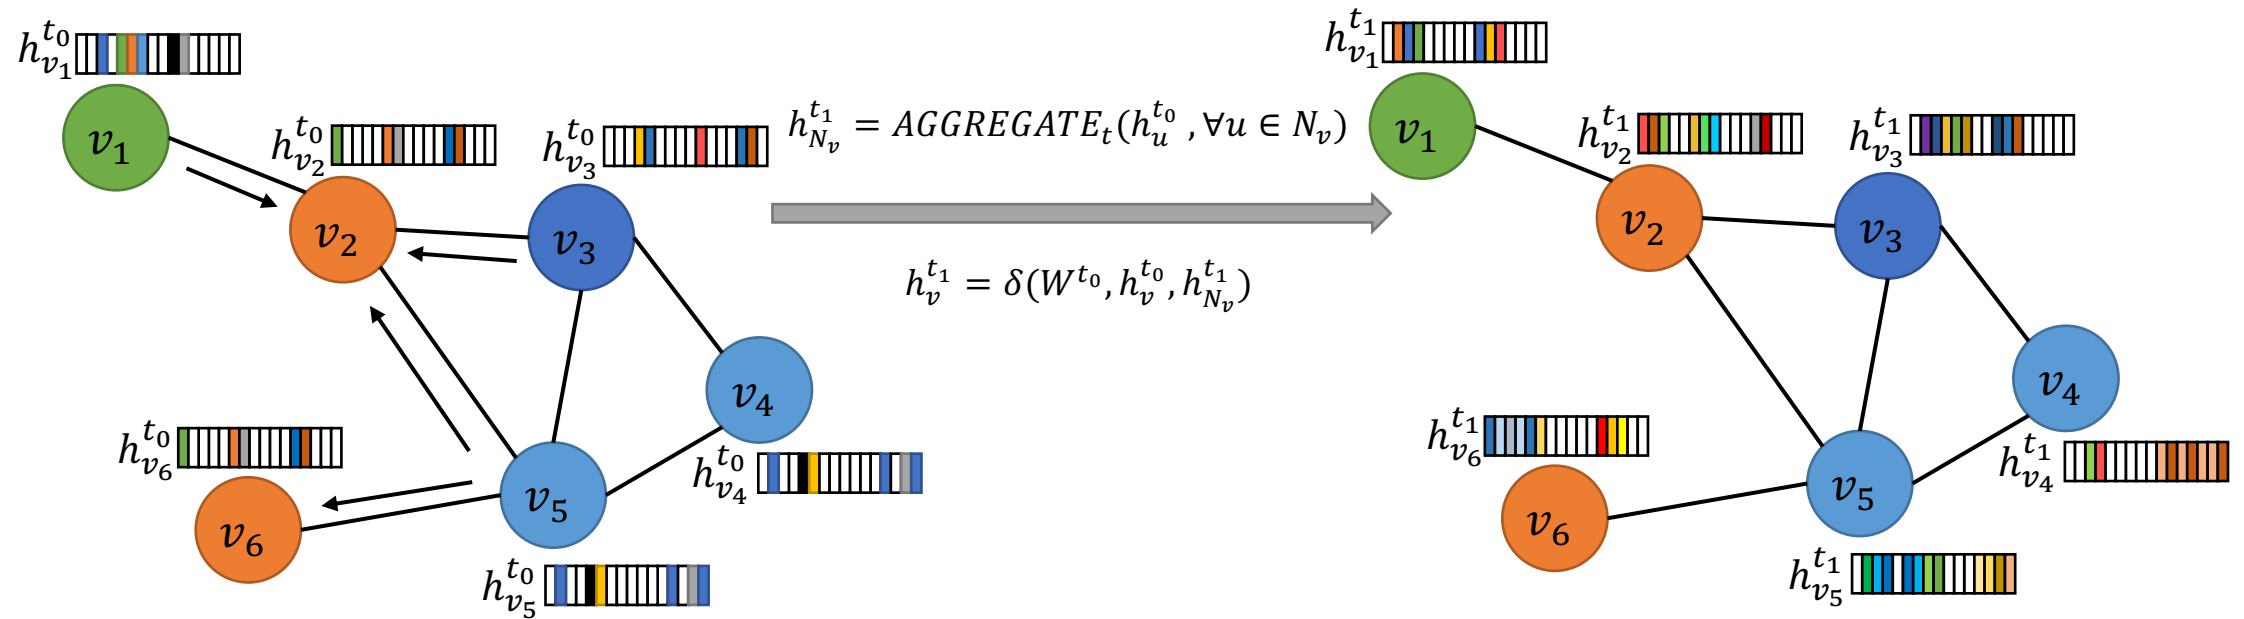 $h_{v_1}^{t_0}$
$v_1$
$h_{v_2}^{t_0}$
$v_2$
$h_{v_3}^{t_0}$
$v_3$
$v_4$
$h_{v_4}^{t_0}$
$h_{v_6}^{t_0}$
$v_6$
$v_5$
$h_{v_5}^{t_0}$
$h_{N_v}^{t_1} = AGGREGATE_t(h_u^{t_0}, \forall u \in N_v)$
$h_v^{t_1} = \delta(W^{t_0}, h_v^{t_0}, h_{N_v}^{t_1})$
$h_{v_1}^{t_1}$
$v_1$
$h_{v_2}^{t_1}$
$v_2$
$h_{v_3}^{t_1}$
$v_3$
$v_4$
$h_{v_4}^{t_1}$
$h_{v_6}^{t_1}$
$v_6$
$v_5$
$h_{v_5}^{t_1}$